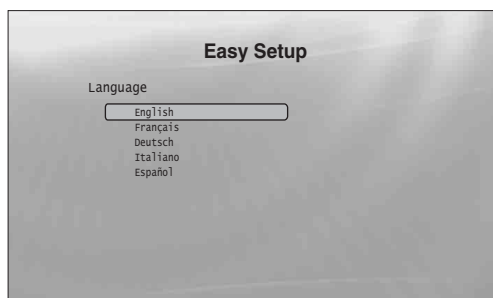 Easy Setup
Language
English
Français
Deutsch
Italiano
Español